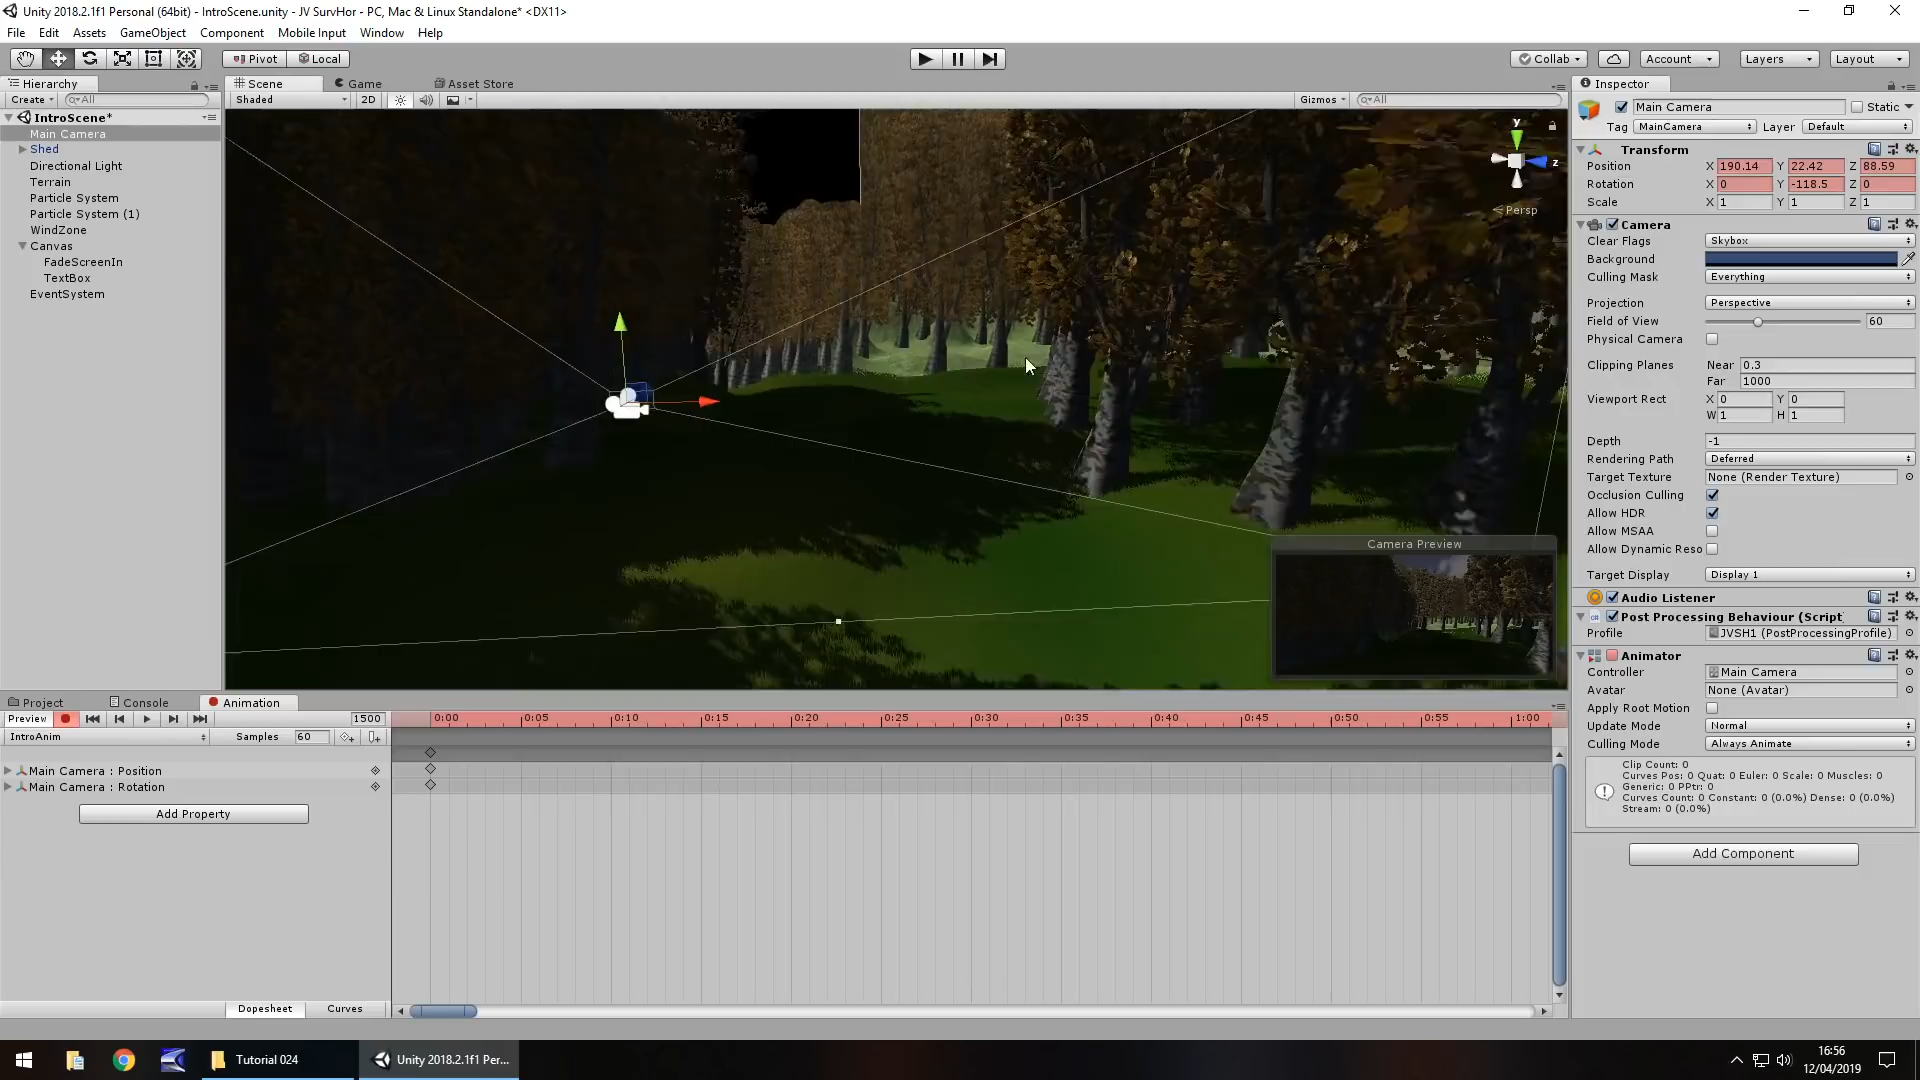 Unity 2018.2.1f1 Personal (64bit) - IntroScene.unity - JV SurvHor - PC, Mac & Linux Standalone* <DX11>
File Edit Assets GameObject Component Mobile Input Window Help
Pivot Local Collab Account Layers Layout
Hierarchy Scene Game Asset Store Inspector
Create All Shaded 2D Gizmos All
IntroScene*
Main Camera
Shed
Directional Light
Terrain
Particle System
Particle System (1)
WindZone
Canvas
FadeScreenIn
TextBox
EventSystem
y
z
Persp
Camera Preview
Main Camera Static
Tag MainCamera Layer Default
Transform
Position X 190.14 Y 22.42 Z 88.59
Rotation X 0 Y -118.5 Z 0
Scale X 1 Y 1 Z 1
Camera
Clear Flags Skybox
Background
Culling Mask Everything
Projection Perspective
Field of View 60
Physical Camera
Clipping Planes Near 0.3
Far 1000
Viewport Rect X 0 Y 0
W 1 H 1
Depth -1
Rendering Path Deferred
Target Texture None (Render Texture)
Occlusion Culling
Allow HDR
Allow MSAA
Allow Dynamic Reso
Target Display Display 1
Audio Listener
Post Processing Behaviour (Script
Profile JVSH1 (PostProcessingProfile)
Animator
Controller Main Camera
Avatar None (Avatar)
Apply Root Motion
Update Mode Normal
Culling Mode Always Animate
Clip Count: 0
Curves Pos: 0 Quat: 0 Euler: 0 Scale: 0 Muscles: 0
Generic: 0 PPtr: 0
Curves Count: 0 Constant: 0 (0.0%) Dense: 0 (0.0%)
Stream: 0 (0.0%)
Add Component
Project Console Animation
Preview 1500 0:00 0:05 0:10 0:15 0:20 0:25 0:30 0:35 0:40 0:45 0:50 0:55 1:00
IntroAnim Samples 60
Main Camera : Position
Main Camera : Rotation
Add Property
Dopesheet Curves
Tutorial 024 Unity 2018.2.1f1 Per...
16:56
12/04/2019